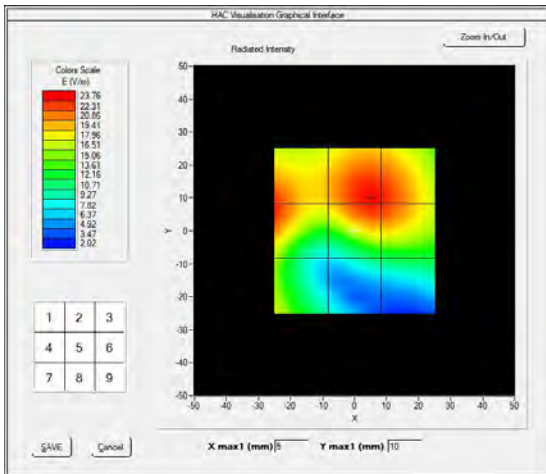 HAC Visualisation Graphical Interface
Zoom In/Out
Radiated Intensity
Colors Scale
E (V/m)
23.76
22.31
20.86
19.41
17.96
16.51
15.06
13.61
12.16
10.71
9.27
7.82
6.37
4.92
3.47
2.02
50
40
30
20
10
0
-10
-20
-30
-40
-50
Y
-50 -40 -30 -20 -10 0 10 20 30 40 50
X
1 2 3
4 5 6
7 8 9
SAVE Cancel
X max1 (mm) Y max1 (mm) 10